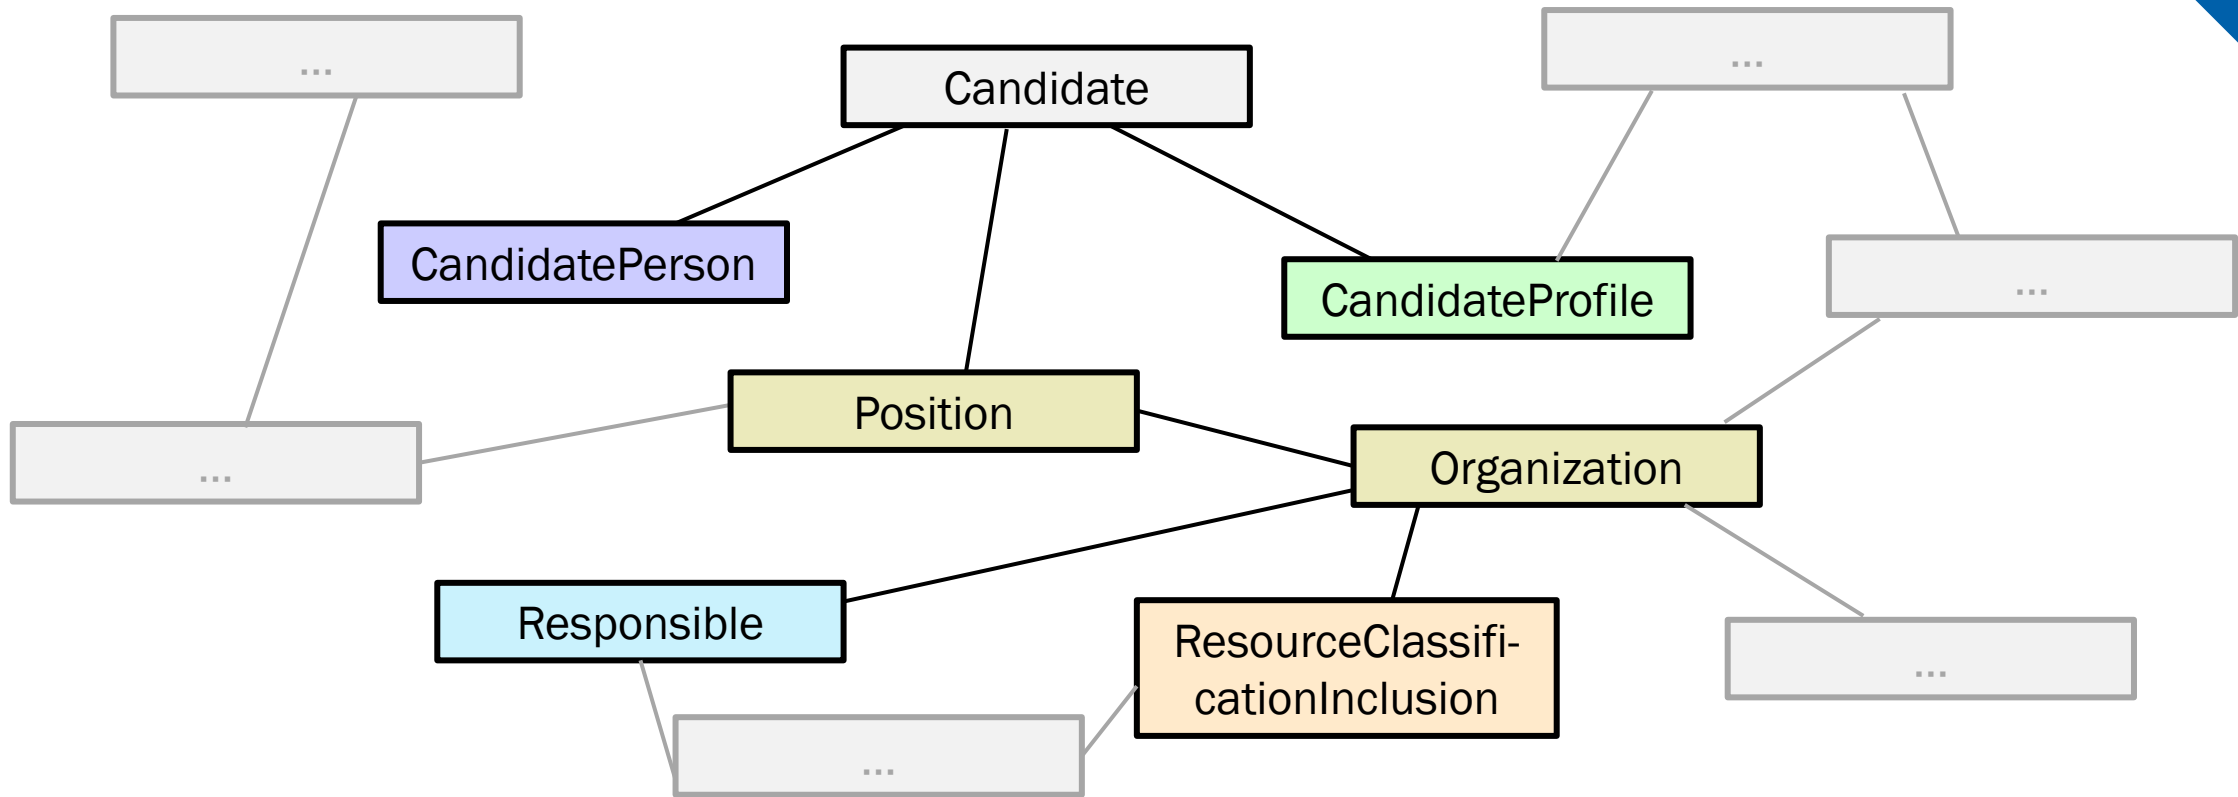 ...
Candidate
...
CandidatePerson
CandidateProfile
...
Position
Organization
...
Responsible
ResourceClassifi-
cationInclusion
...
...